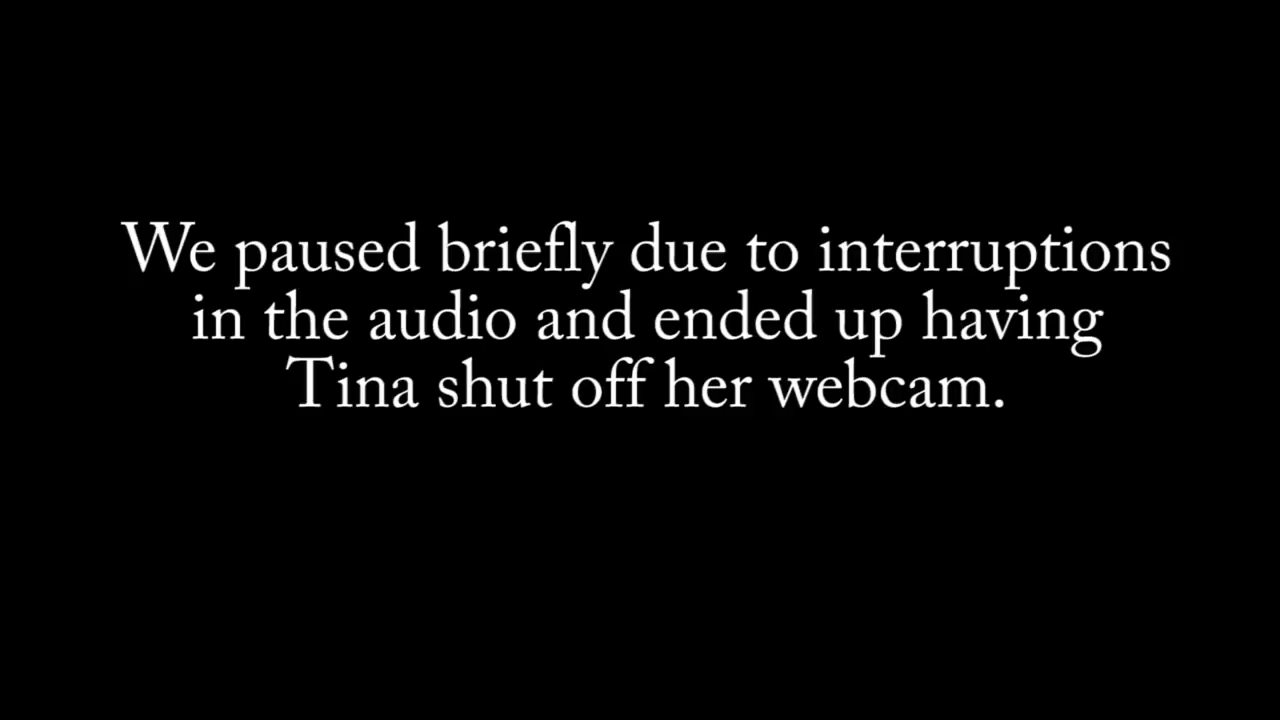 We paused briefly due to interruptions
in the audio and ended up having
Tina shut off her webcam.